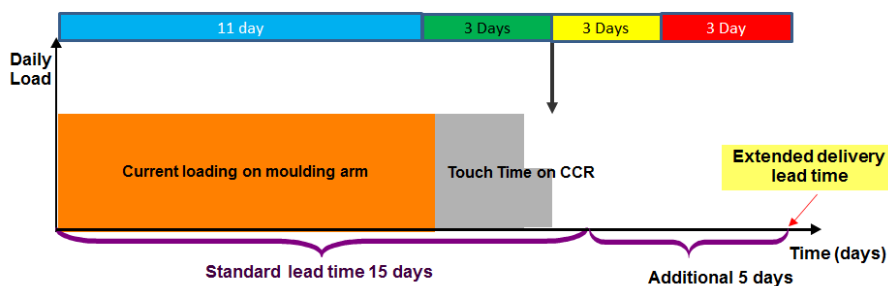 11 day
3 Days
3 Days
3 Day
Daily
Load
Current loading on moulding arm
Touch Time on CCR
Extended delivery
lead time
Time (days)
Standard lead time 15 days
Additional 5 days